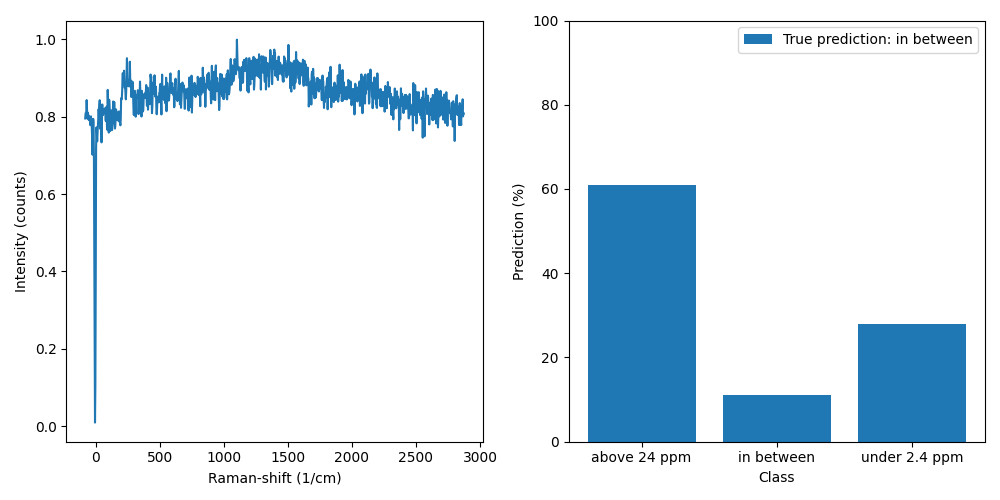 1.0
0.8
0.6
0.4
0.2
0.0
Intensity (counts)
0
500
1000
1500
2000
2500
3000
Raman-shift (1/cm)
100
80
60
40
20
0
Prediction (%)
True prediction: in between
above 24 ppm
in between
under 2.4 ppm
Class